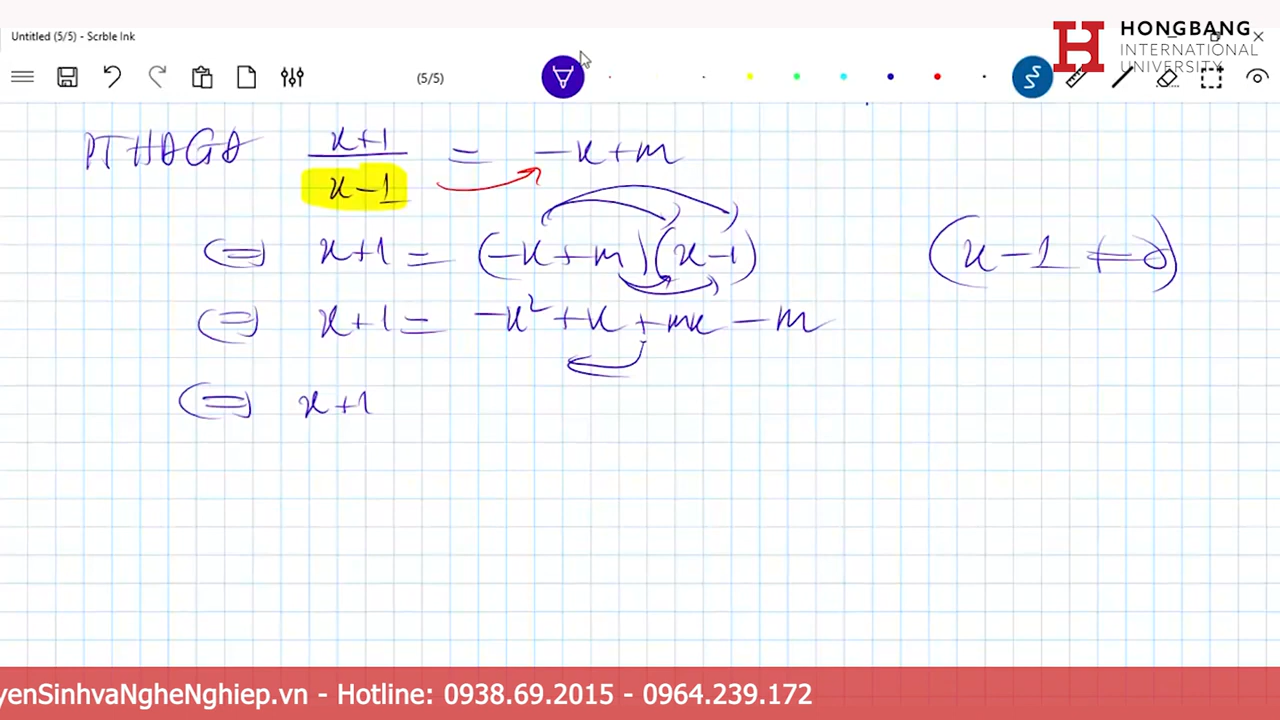 Untitled (5/5) - Scrble Ink
HONGBANG
INTERNATIONAL
UNIVERSITY
(5/5)
PTHĐGĐ (x+1)/(x-1) = -x+m
⇔ x+1 = (-x+m)(x-1) (x-1≠0)
⇔ x+1 = -x²+x+mx-m
⇔ x+1
yenSinhvaNgheNghiep.vn - Hotline: 0938.69.2015 - 0964.239.172